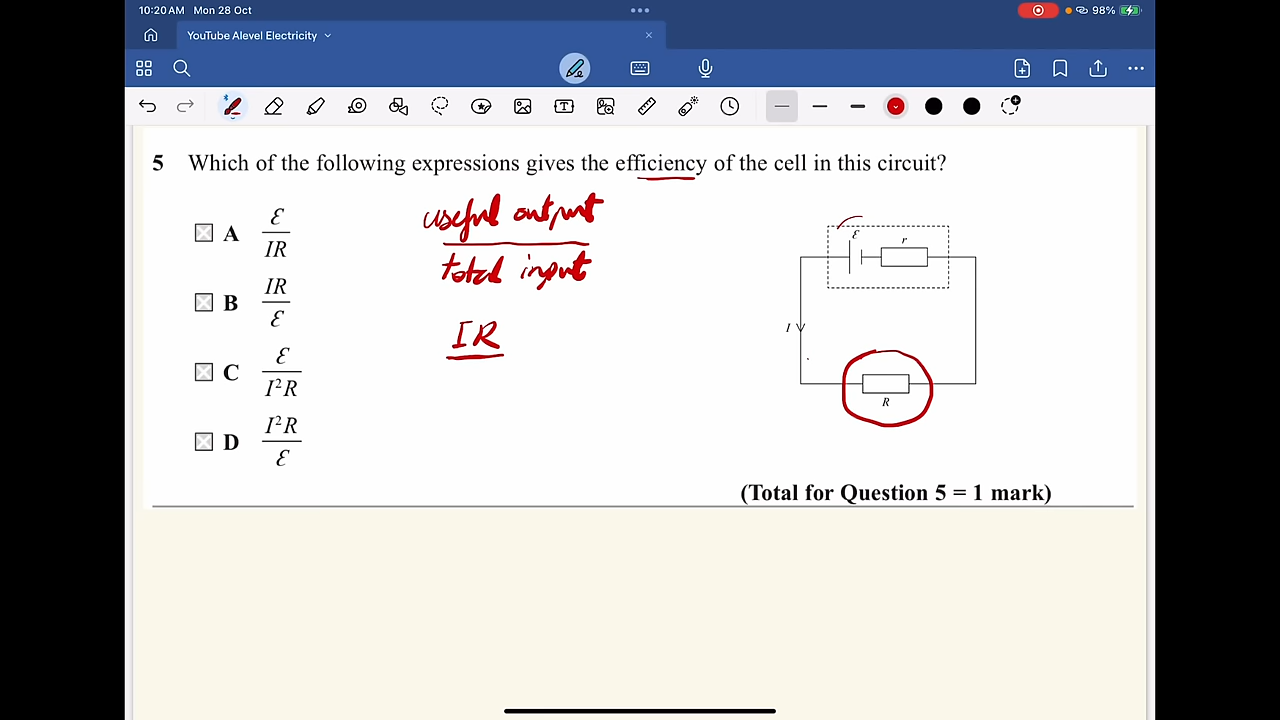 10:20 AM Mon 28 Oct
98%
YouTube Alevel Electricity
5 Which of the following expressions gives the efficiency of the cell in this circuit?
A ℰ/IR
B IR/ℰ
C ℰ/I²R
D I²R/ℰ
useful output
total input
IR
ℰ
r
I
R
(Total for Question 5 = 1 mark)